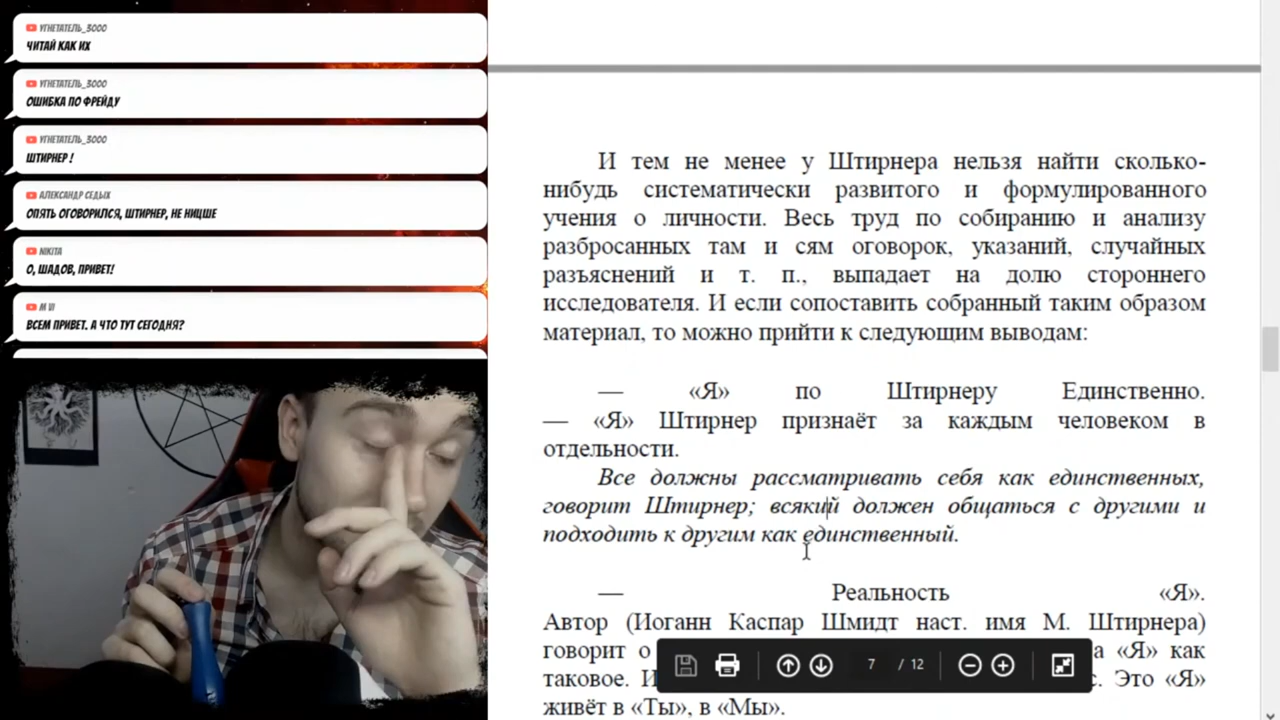 УГНЕТАТЕЛЬ_3000
ЧИТАЙ КАК ИХ
УГНЕТАТЕЛЬ_3000
ОШИБКА ПО ФРЕЙДУ
УГНЕТАТЕЛЬ_3000
ШТИРНЕР !
АЛЕКСАНДР СЕДЫХ
ОПЯТЬ ОГОВОРИЛСЯ, ШТИРНЕР, НЕ НИЦШЕ
NIKITA
О, ШАДОВ, ПРИВЕТ!
M VI
ВСЕМ ПРИВЕТ. А ЧТО ТУТ СЕГОДНЯ?
И тем не менее у Штирнера нельзя найти сколько-
нибудь систематически развитого и формулированного
учения о личности. Весь труд по собиранию и анализу
разбросанных там и сям оговорок, указаний, случайных
разъяснений и т. п., выпадает на долю стороннего
исследователя. И если сопоставить собранный таким образом
материал, то можно прийти к следующим выводам:
— «Я» по Штирнеру Единственно.
— «Я» Штирнер признаёт за каждым человеком в
отдельности.
Все должны рассматривать себя как единственных,
говорит Штирнер; всякий должен общаться с другими и
подходить к другим как единственный.
— Реальность «Я».
Автор (Иоганн Каспар Шмидт наст. имя М. Штирнера)
говорит о «Я» как
таковое. Это «Я»
живёт в «Ты», в «Мы».
7 / 12